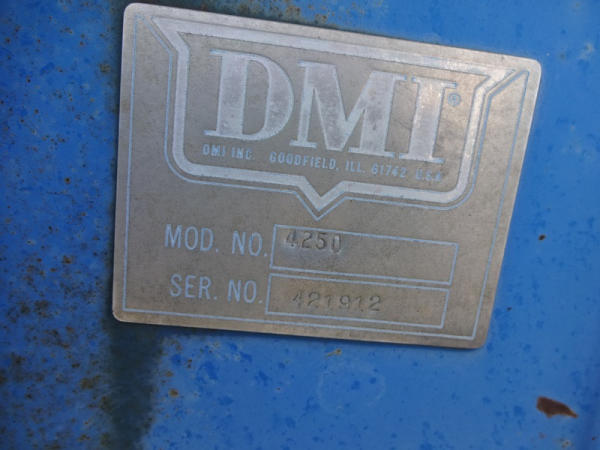 DMI®
DMI INC. GOODFIELD, ILL. 61742 U.S.A.
MOD. NO. 4250
SER. NO. 421912